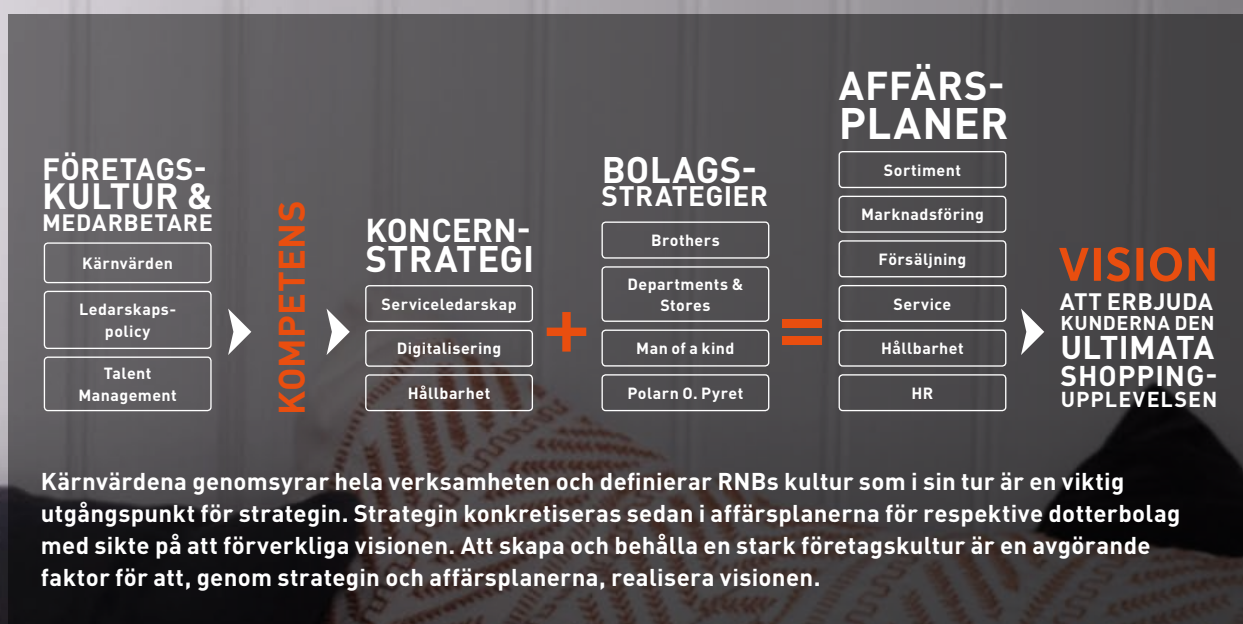 FÖRETAGS-
KULTUR &
MEDARBETARE
Kärnvärden
Ledarskaps-
policy
Talent
Management
KOMPETENS
KONCERN-
STRATEGI
Serviceledarskap
Digitalisering
Hållbarhet
+
BOLAGS-
STRATEGIER
Brothers
Departments &
Stores
Man of a kind
Polarn O. Pyret
=
AFFÄRS-
PLANER
Sortiment
Marknadsföring
Försäljning
Service
Hållbarhet
HR
VISION
ATT ERBJUDA
KUNDERNA DEN
ULTIMATA
SHOPPING-
UPPLEVELSEN
Kärnvärdena genomsyrar hela verksamheten och definierar RNBs kultur som i sin tur är en viktig
utgångspunkt för strategin. Strategin konkretiseras sedan i affärsplanerna för respektive dotterbolag
med sikte på att förverkliga visionen. Att skapa och behålla en stark företagskultur är en avgörande
faktor för att, genom strategin och affärsplanerna, realisera visionen.